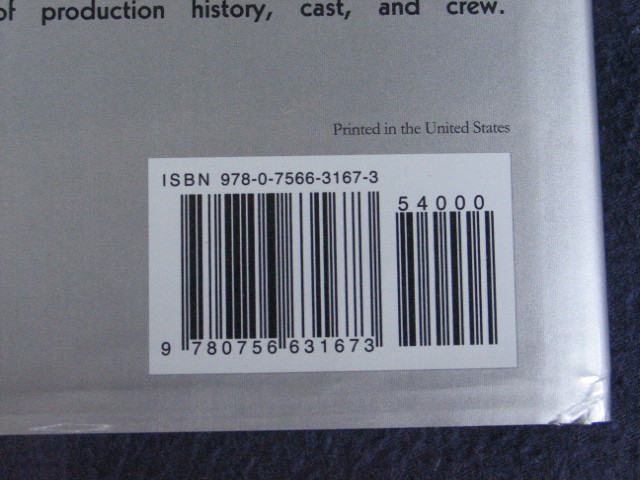 of production history, cast, and crew.
Printed in the United States
ISBN 978-0-7566-3167-3
54000
9 780756 631673